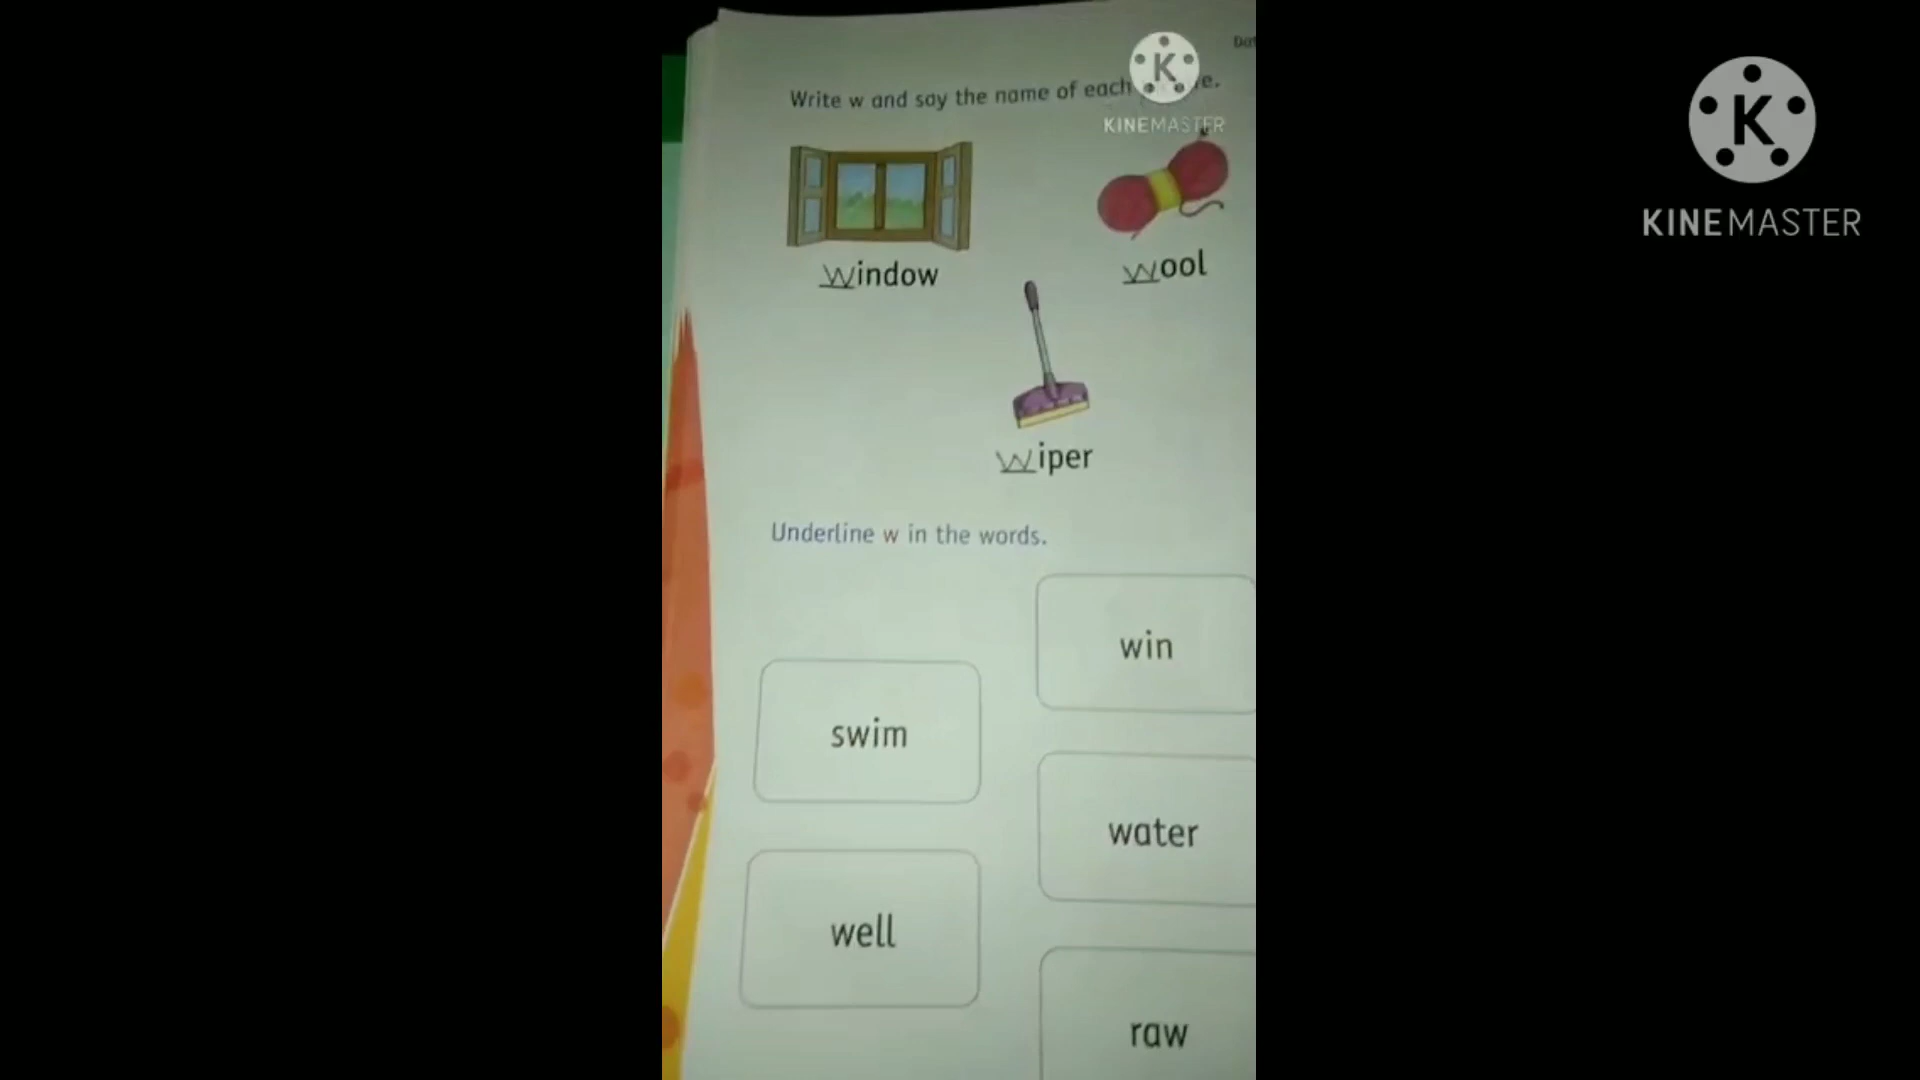 Write w and say the name of each
KINEMASTER
window
wool
wiper
Underline w in the words.
win
swim
water
well
raw
K
KINEMASTER